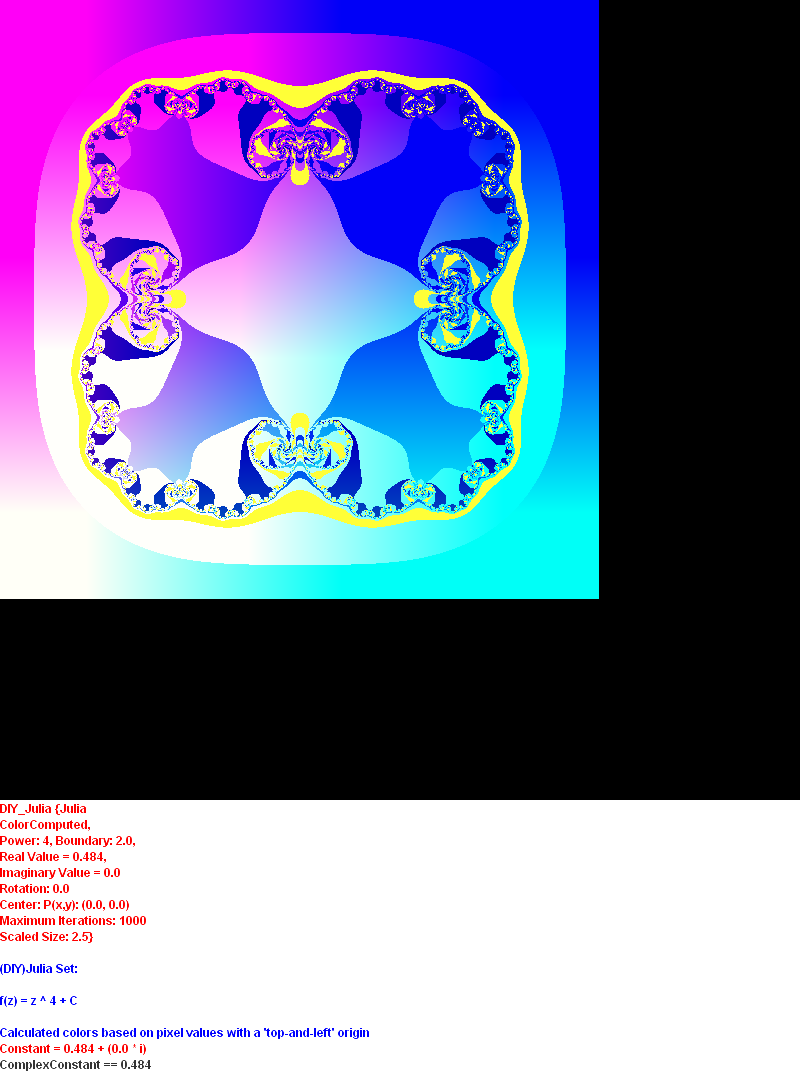 DIY_Julia {Julia
ColorComputed,
Power: 4, Boundary: 2.0,
Real Value = 0.484,
Imaginary Value = 0.0
Rotation: 0.0
Center: P(x,y): (0.0, 0.0)
Maximum Iterations: 1000
Scaled Size: 2.5}
(DIY)Julia Set:
f(z) = z ^ 4 + C
Calculated colors based on pixel values with a 'top-and-left' origin
Constant = 0.484 + (0.0 * i)
ComplexConstant == 0.484